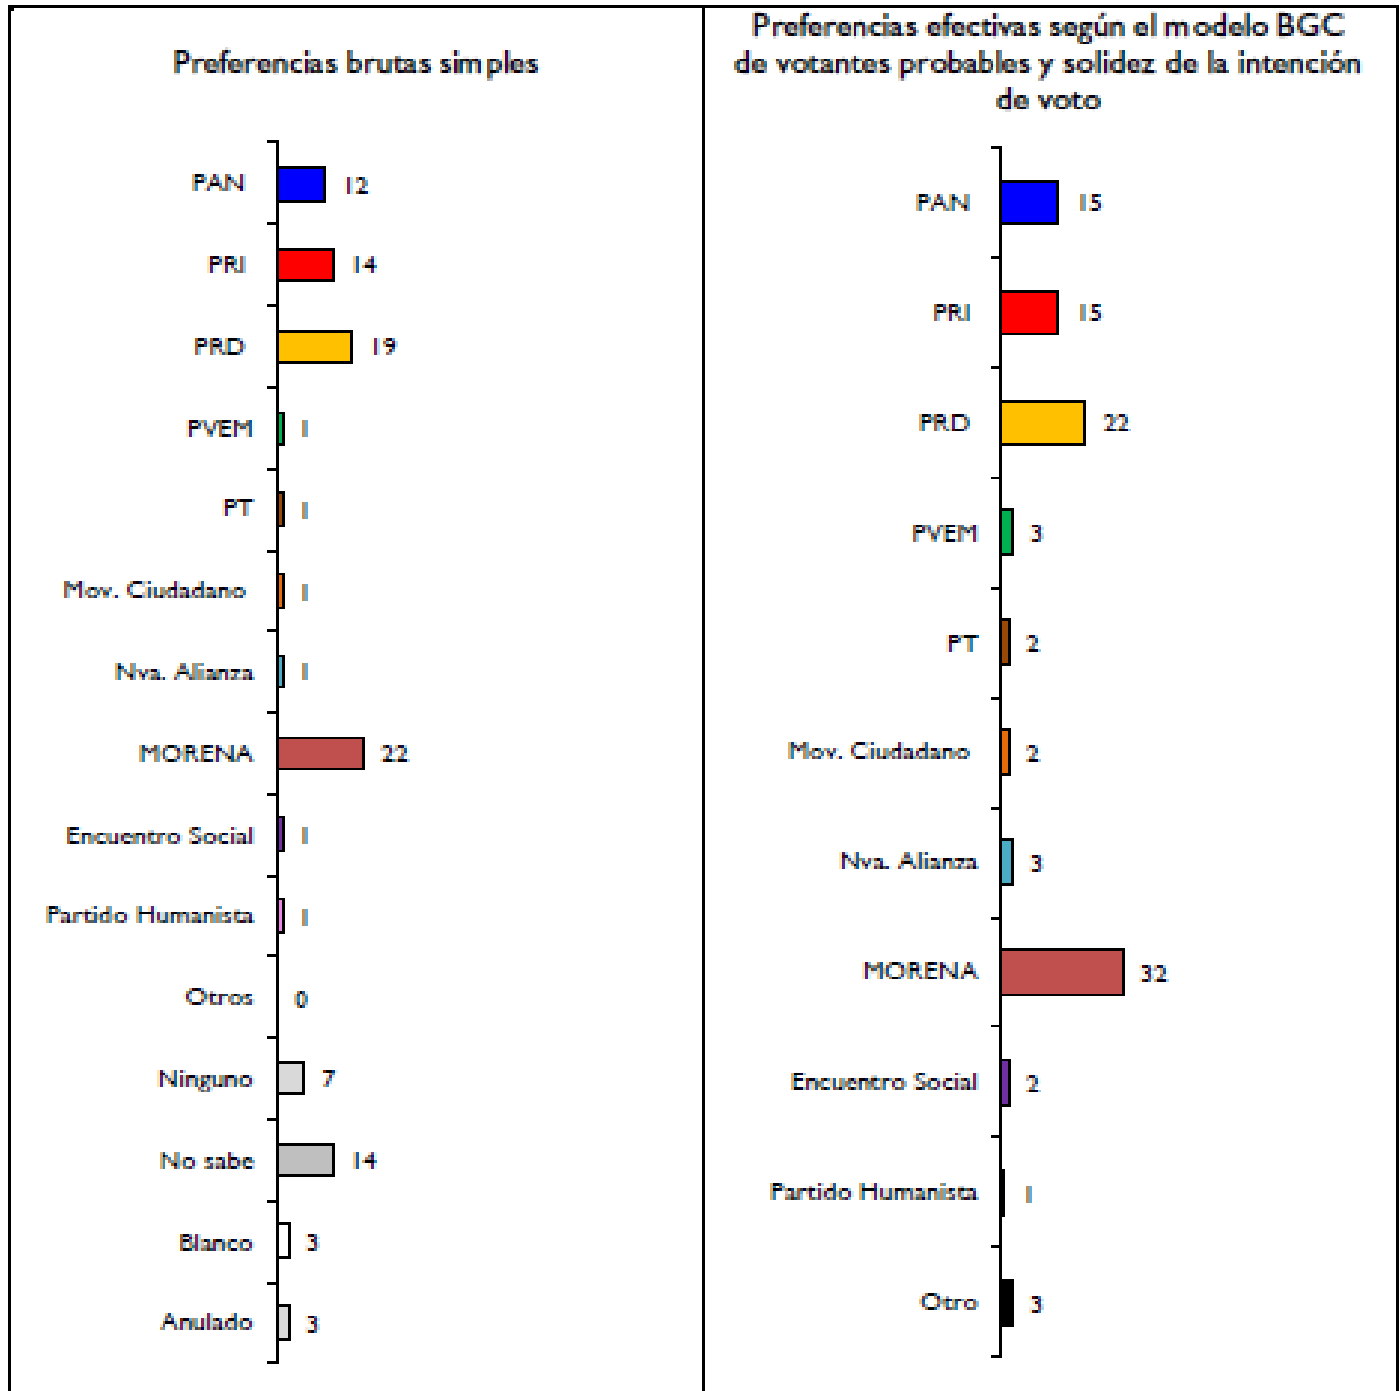 Preferencias brutas simples
PAN 12
PRI 14
PRD 19
PVEM 1
PT 1
Mov. Ciudadano 1
Nva. Alianza 1
MORENA 22
Encuentro Social 1
Partido Humanista 1
Otros 0
Ninguno 7
No sabe 14
Blanco 3
Anulado 3
Preferencias efectivas según el modelo BGC
de votantes probables y solidez de la intención
de voto
PAN 15
PRI 15
PRD 22
PVEM 3
PT 2
Mov. Ciudadano 2
Nva. Alianza 3
MORENA 32
Encuentro Social 2
Partido Humanista 1
Otro 3